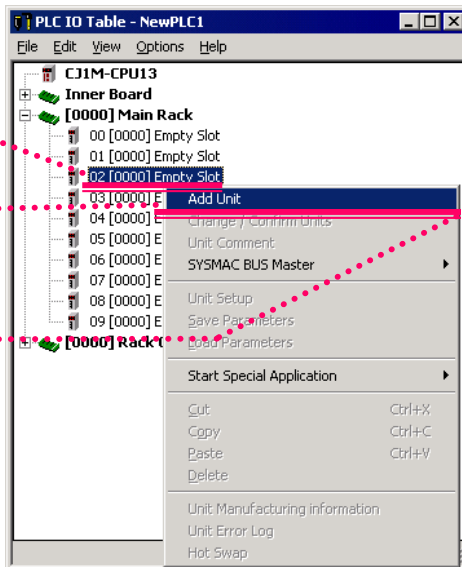 PLC IO Table - NewPLC1
File Edit View Options Help
CJ1M-CPU13
Inner Board
[0000] Main Rack
00 [0000] Empty Slot
01 [0000] Empty Slot
02 [0000] Empty Slot
03 [0000] E
04 [0000] E
05 [0000] E
06 [0000] E
07 [0000] E
08 [0000] E
09 [0000] E
[0000] Rack
Add Unit
Change / Confirm Units
Unit Comment
SYSMAC BUS Master
Unit Setup
Save Parameters
Load Parameters
Start Special Application
Cut Ctrl+X
Copy Ctrl+C
Paste Ctrl+V
Delete
Unit Manufacturing information
Unit Error Log
Hot Swap